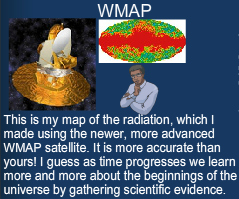 WMAP
This is my map of the radiation, which I
made using the newer, more advanced
WMAP satellite. It is more accurate than
yours! I guess as time progresses we learn
more and more about the beginnings of the
universe by gathering scientific evidence.